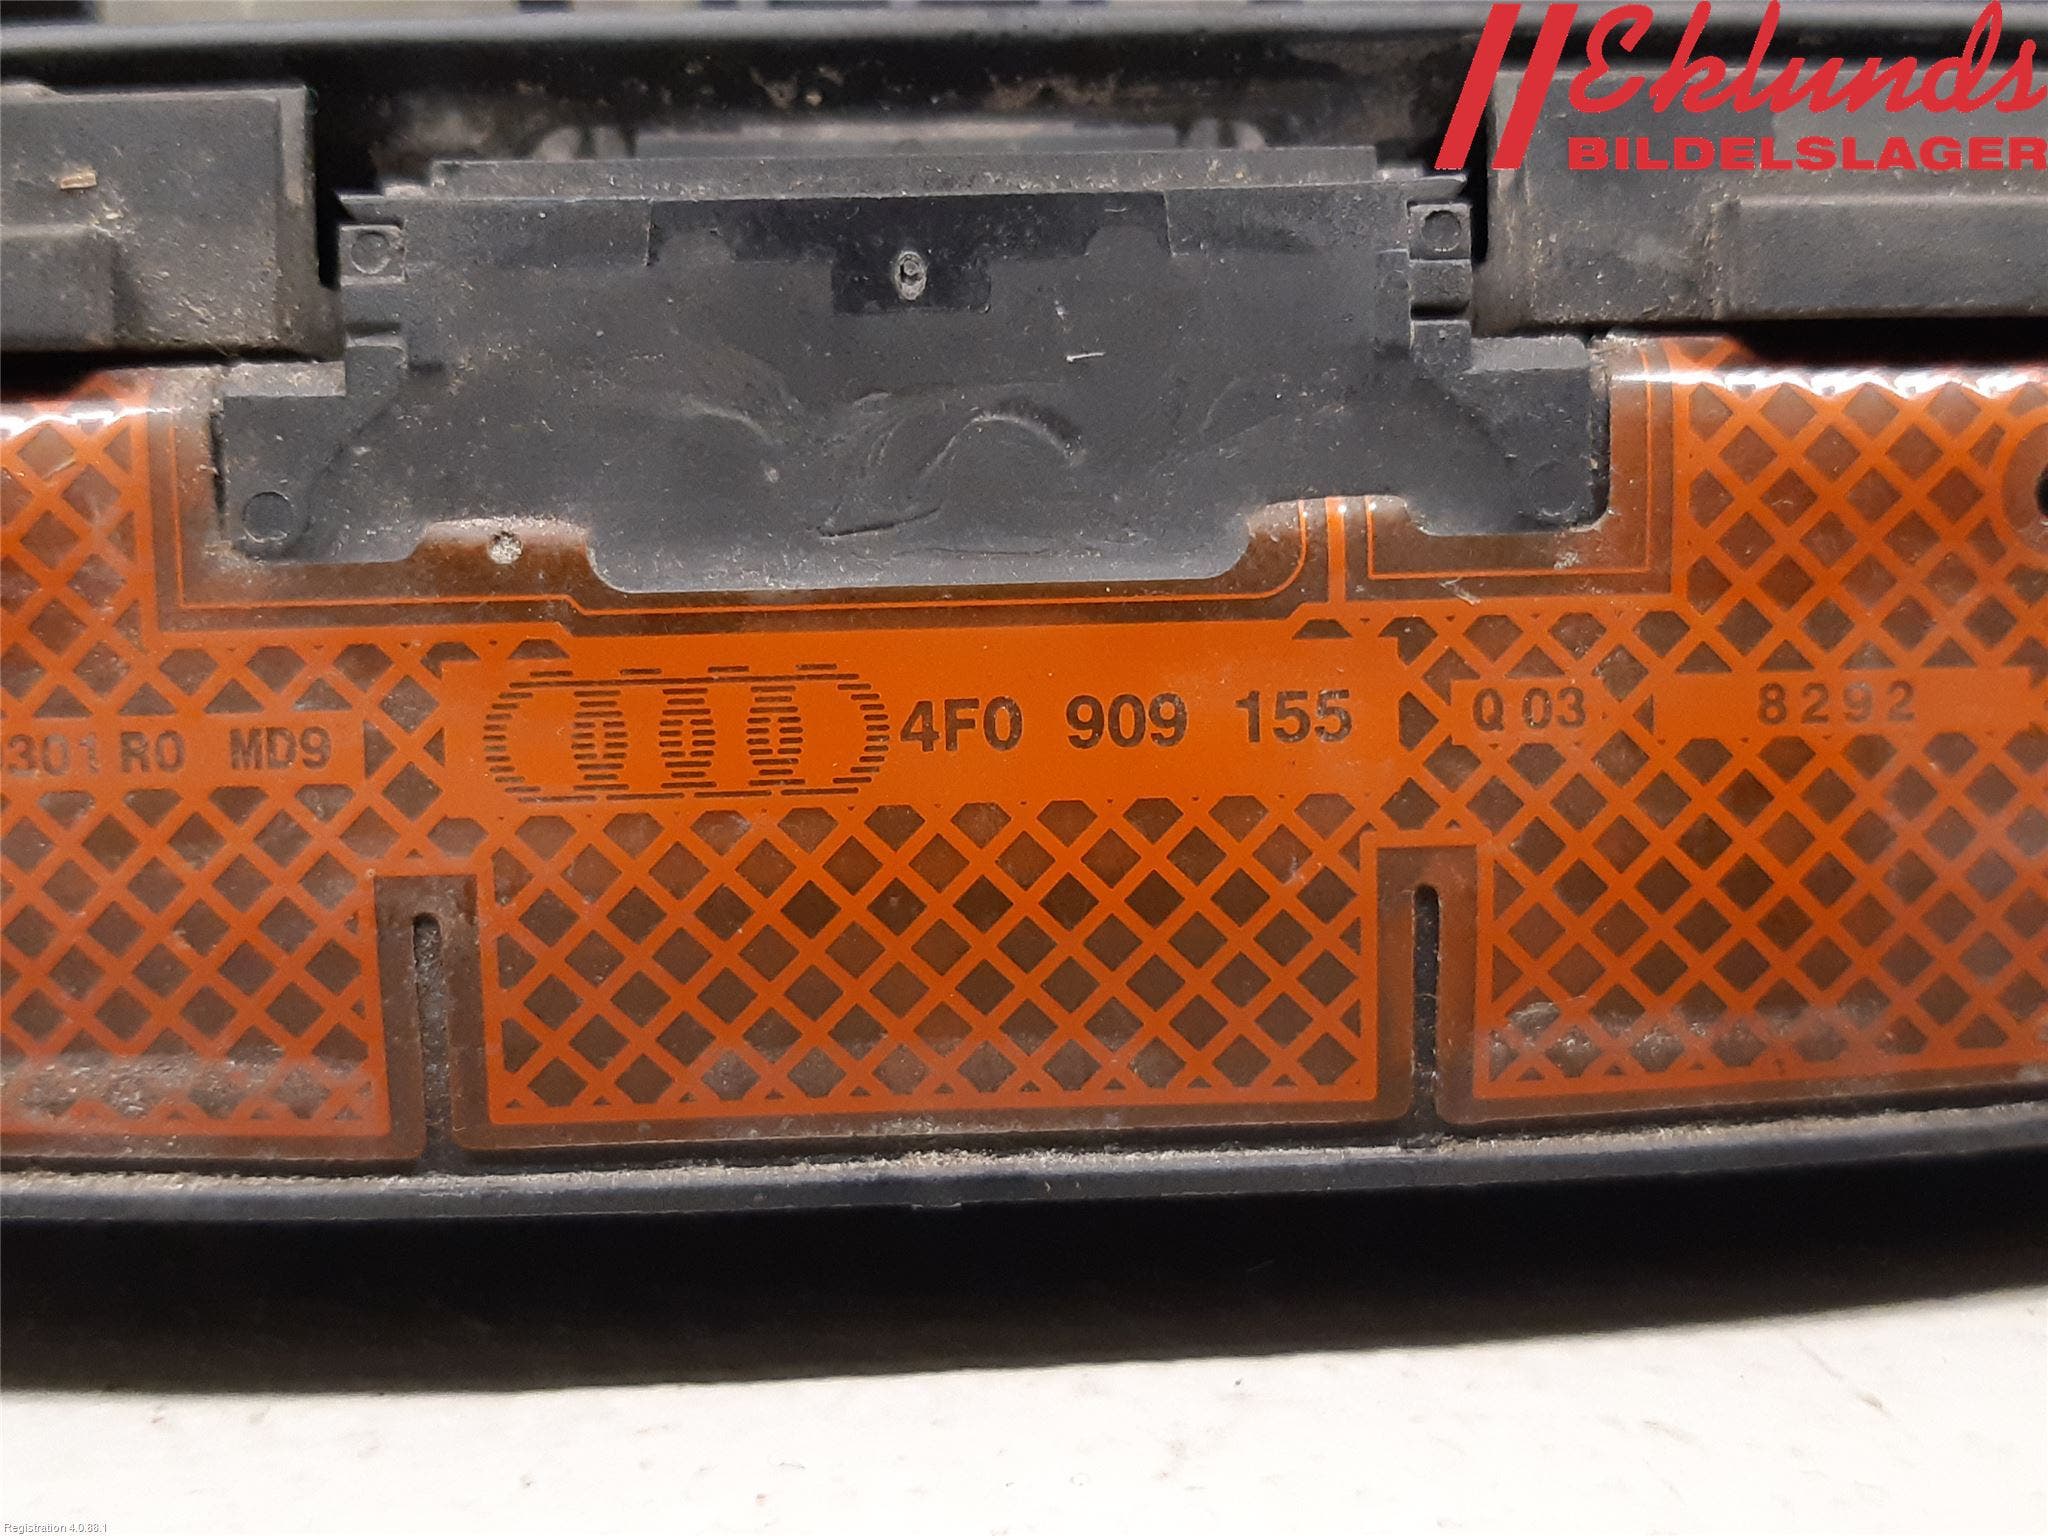 Eklunds
BILDELSLAGER
301 R0 MD9 4F0 909 155 Q 03 8292
Registration 4.0.88.1